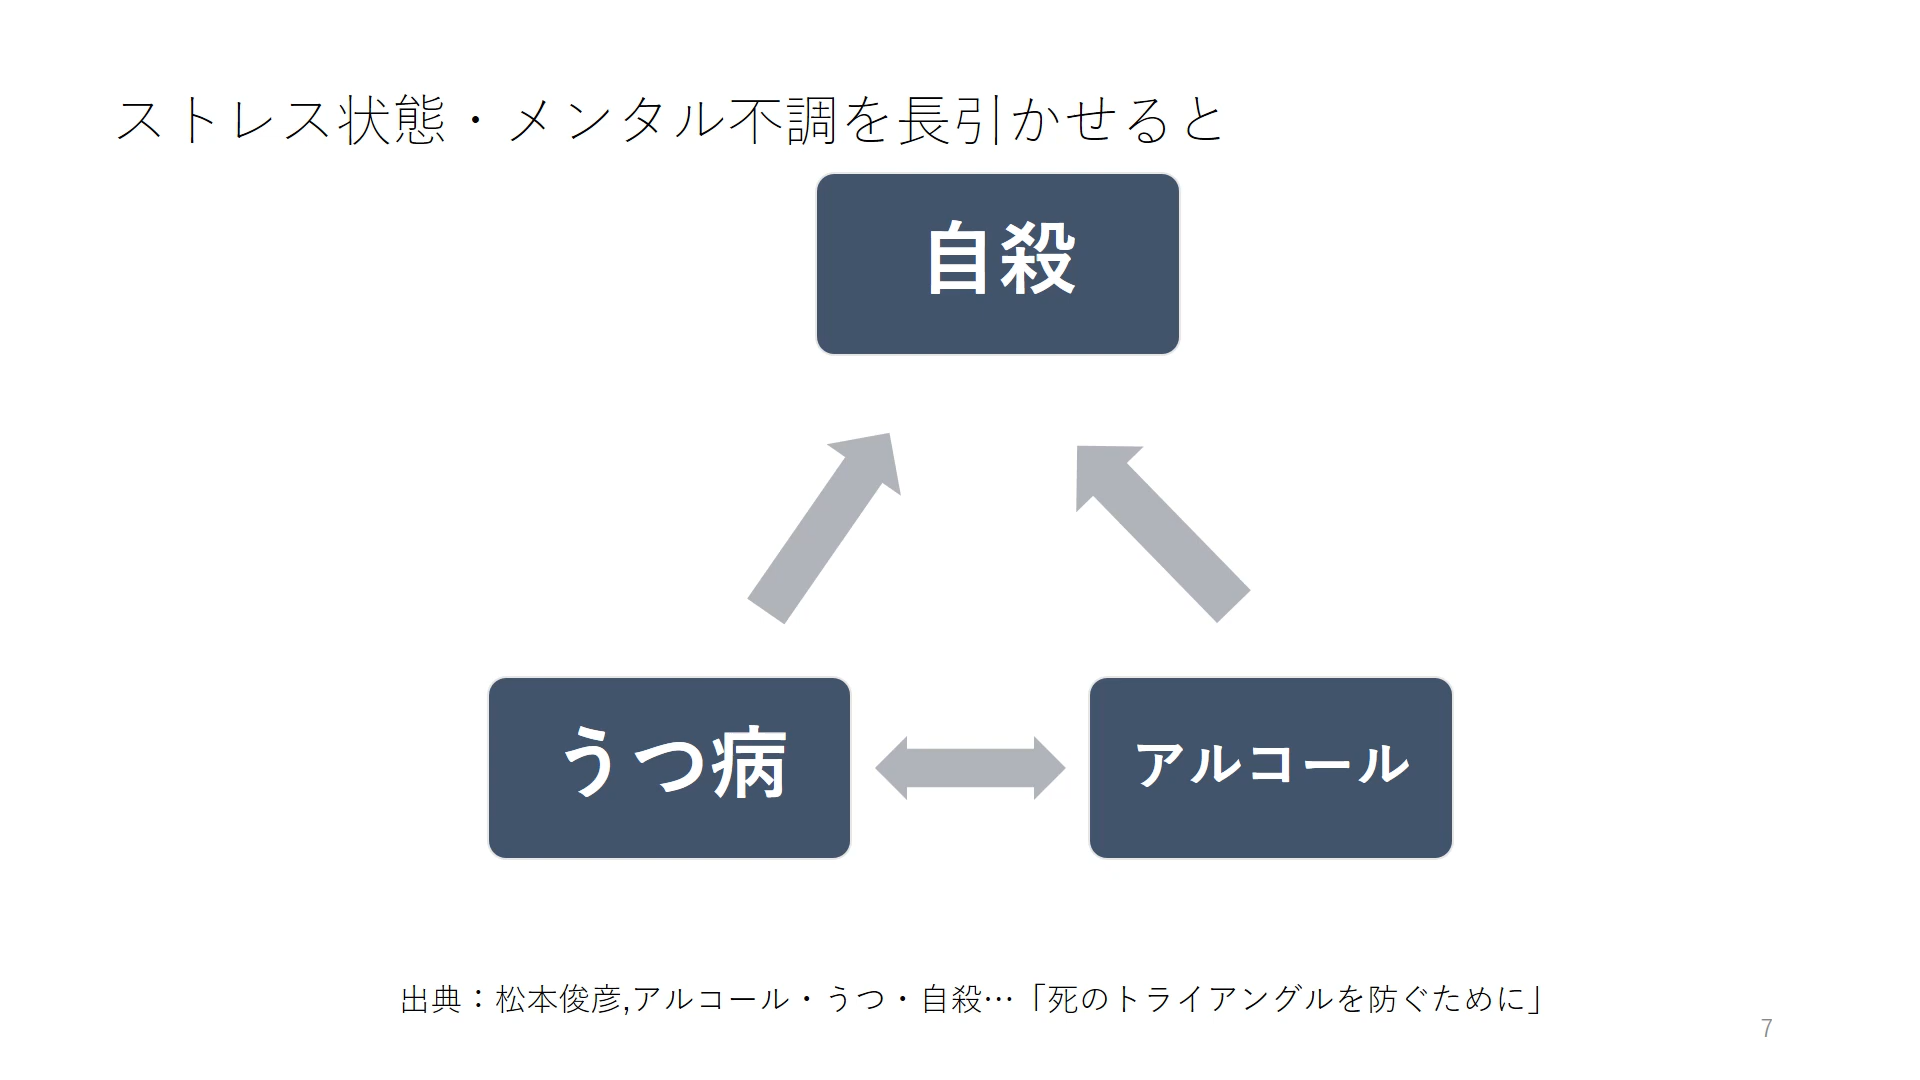 ストレス状態・メンタル不調を長引かせると
自殺
うつ病
アルコール
出典：松本俊彦,アルコール・うつ・自殺…「死のトライアングルを防ぐために」
7